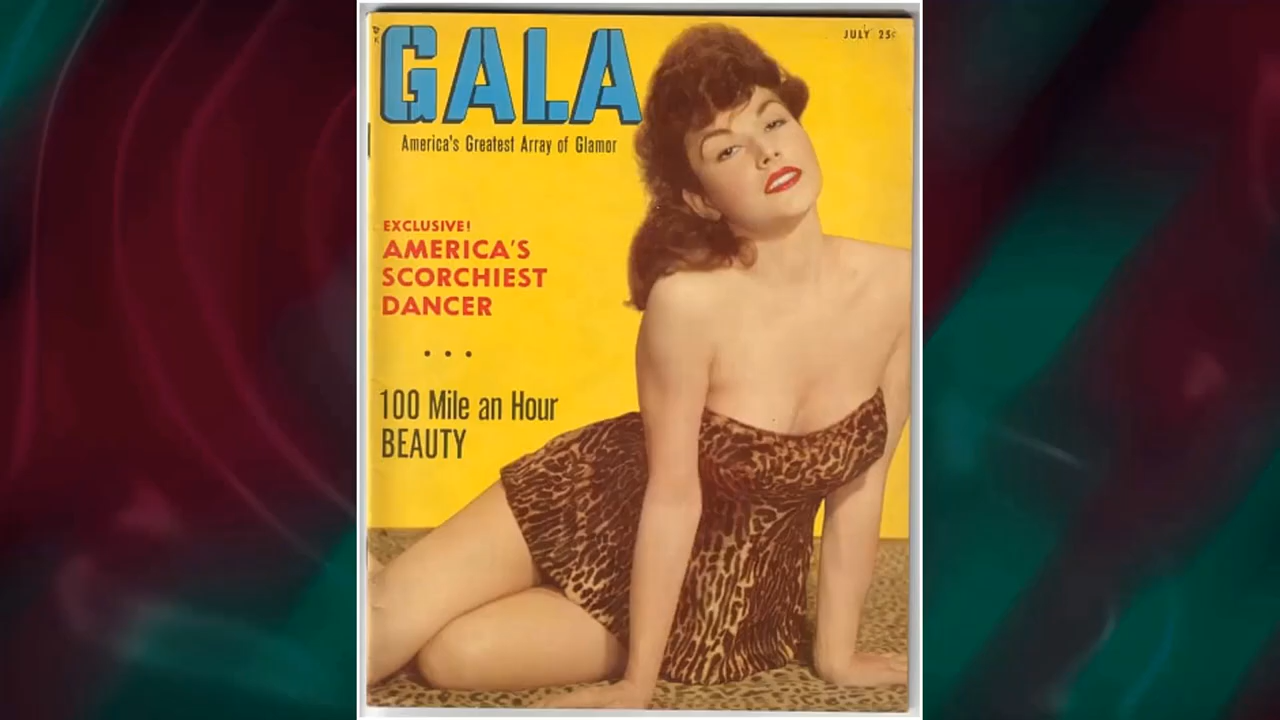 GALA
JULY 25¢
America's Greatest Array of Glamor
EXCLUSIVE!
AMERICA'S
SCORCHIEST
DANCER
• • •
100 Mile an Hour
BEAUTY